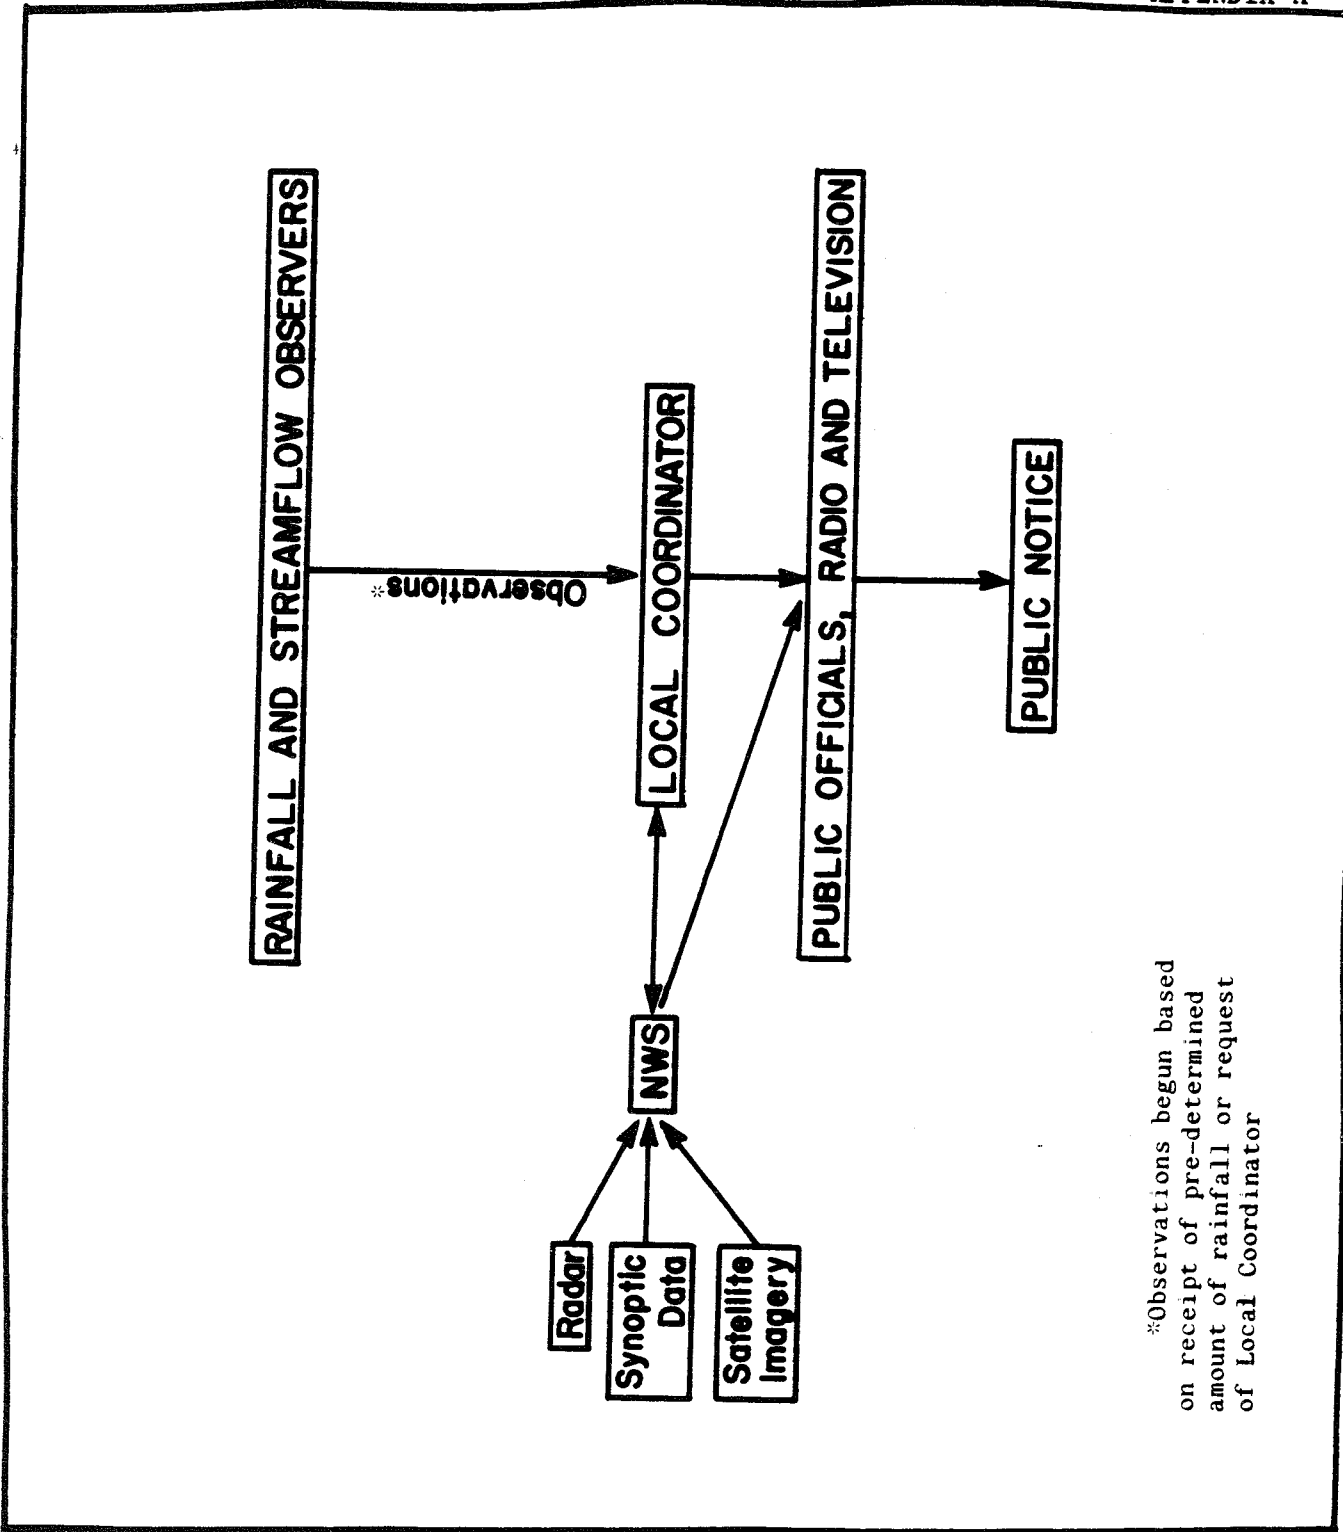 RAINFALL AND STREAMFLOW OBSERVERS
Observations*
LOCAL COORDINATOR
NWS
Radar
Synoptic
Data
Satellite
Imagery
PUBLIC OFFICIALS, RADIO AND TELEVISION
PUBLIC NOTICE
*Observations begun based
on receipt of pre-determined
amount of rainfall or request
of Local Coordinator